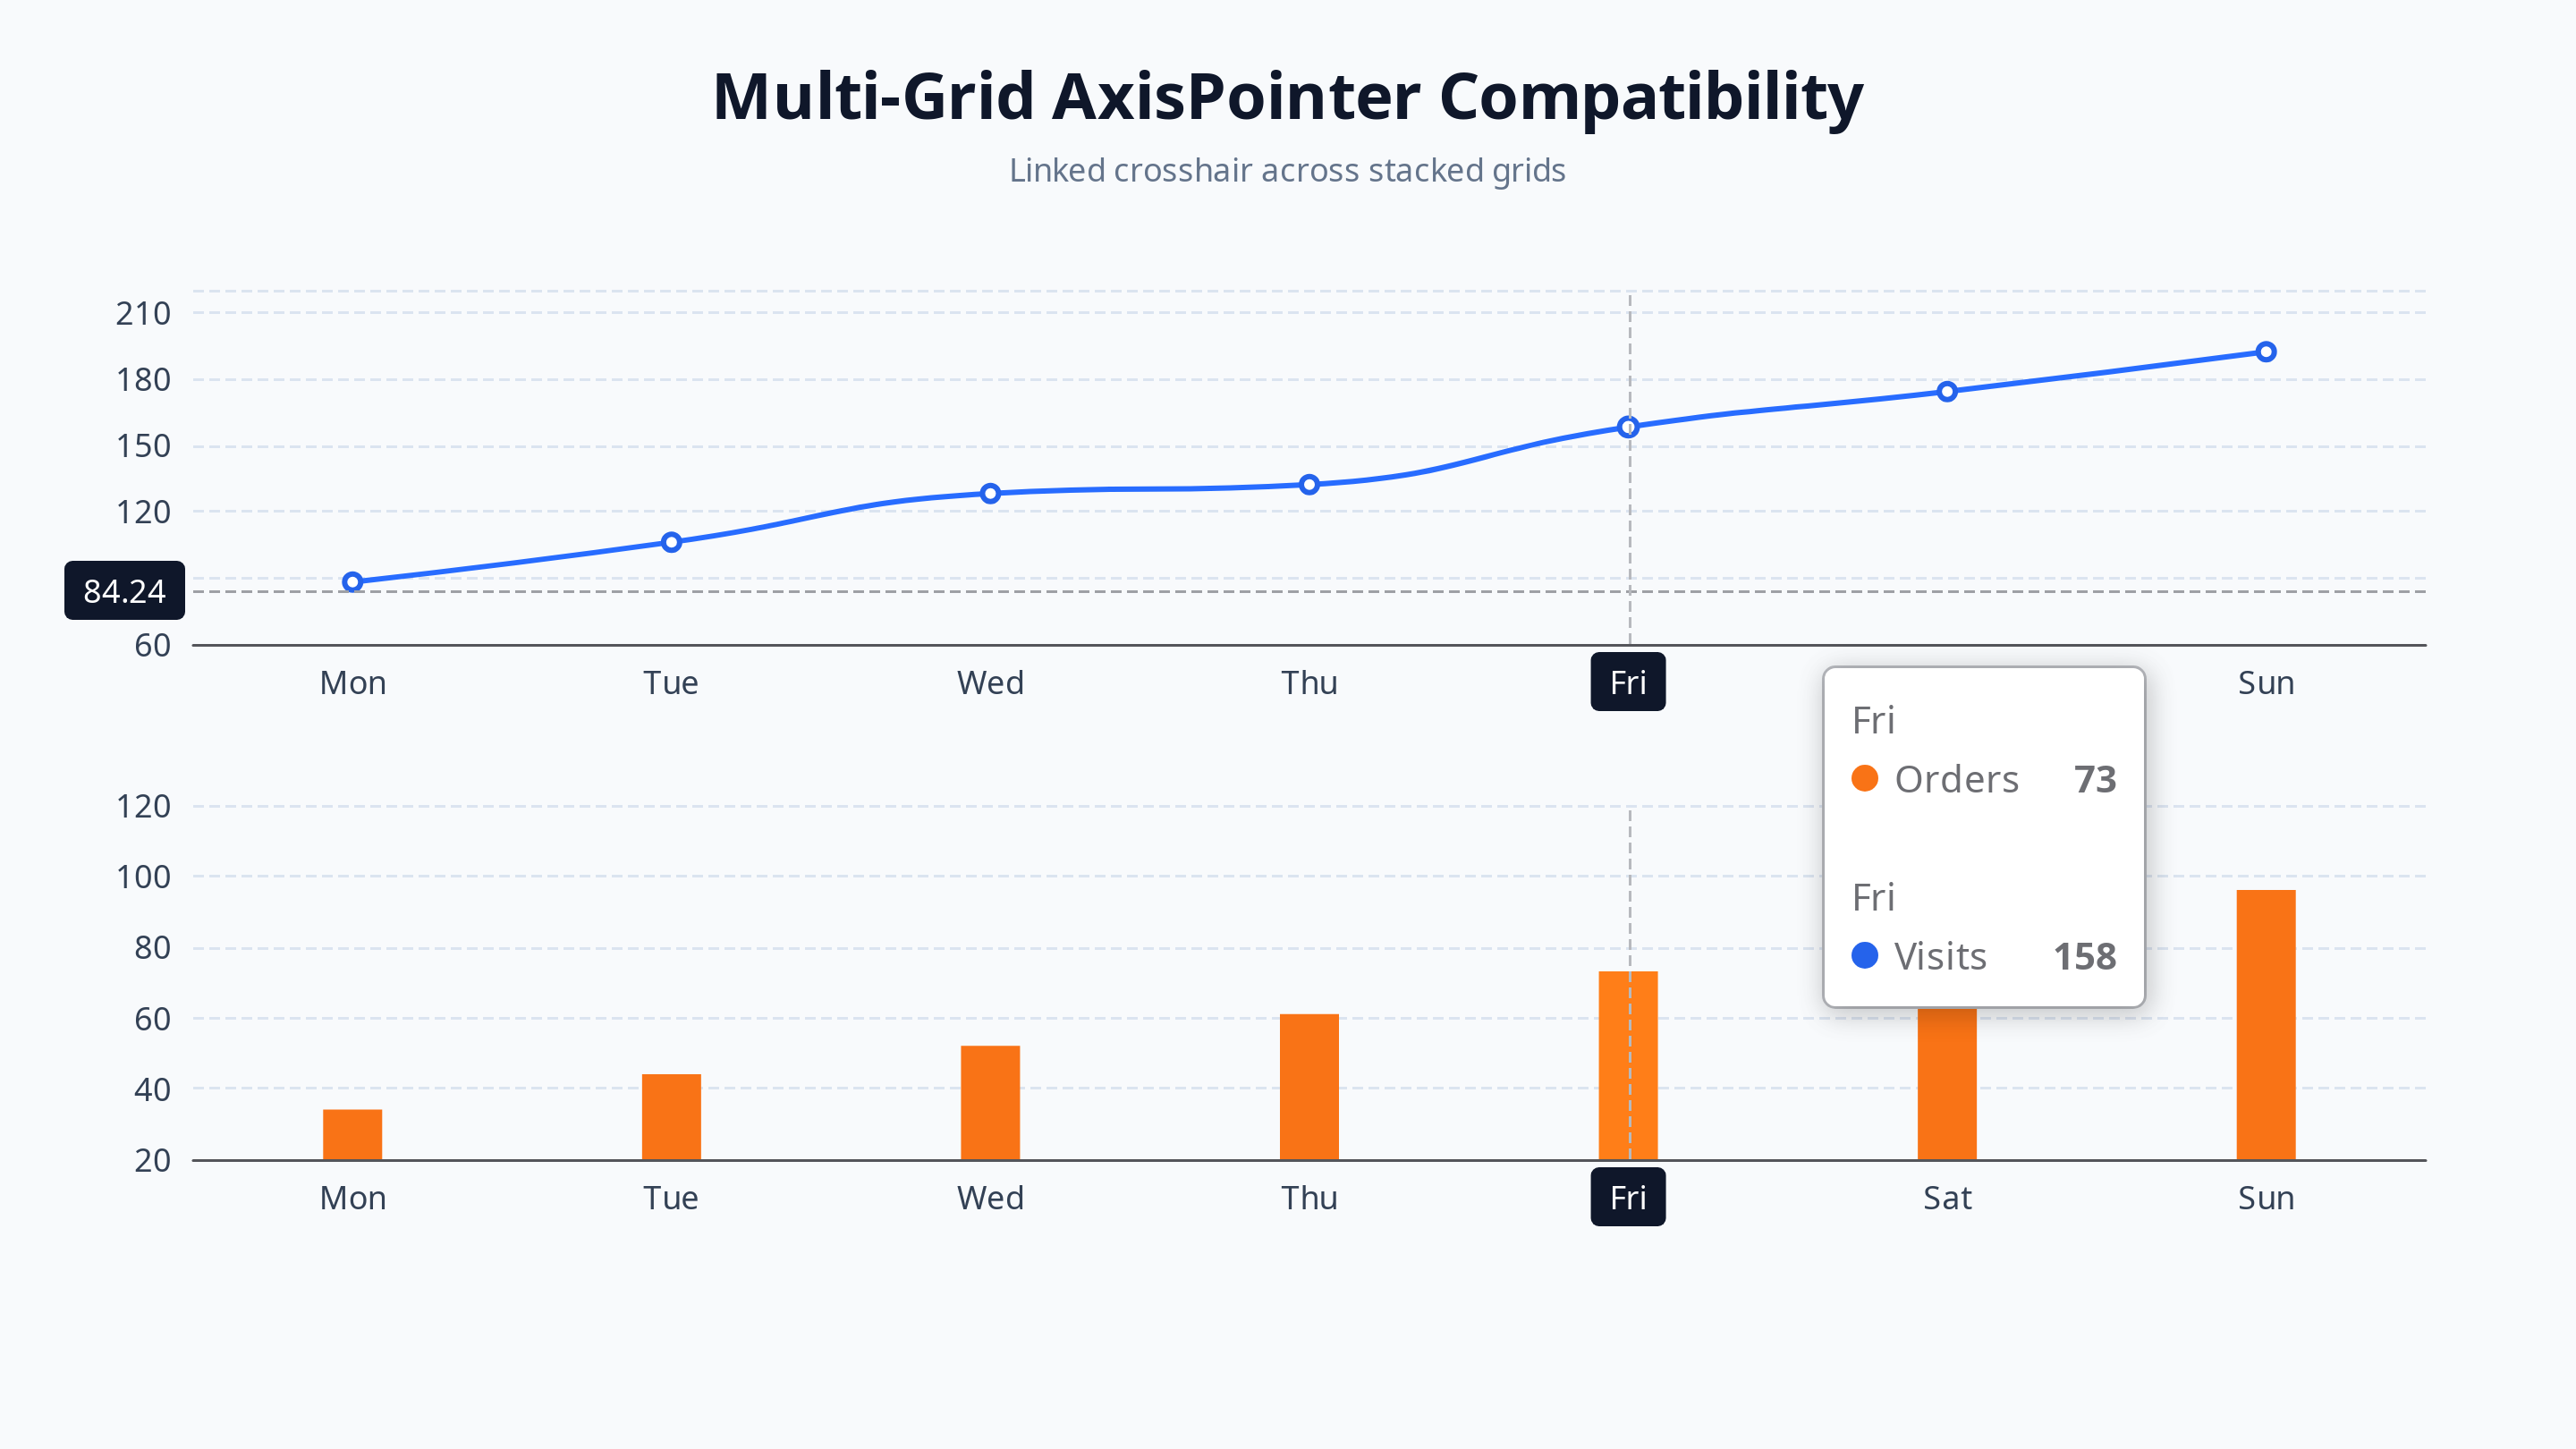 Multi-Grid AxisPointer Compatibility
Linked crosshair across stacked grids
210
180
150
120
84.24
60
Mon Tue Wed Thu Fri Sun
Fri
Orders 73
Fri
Visits 158
120
100
80
60
40
20
Mon Tue Wed Thu Fri Sat Sun